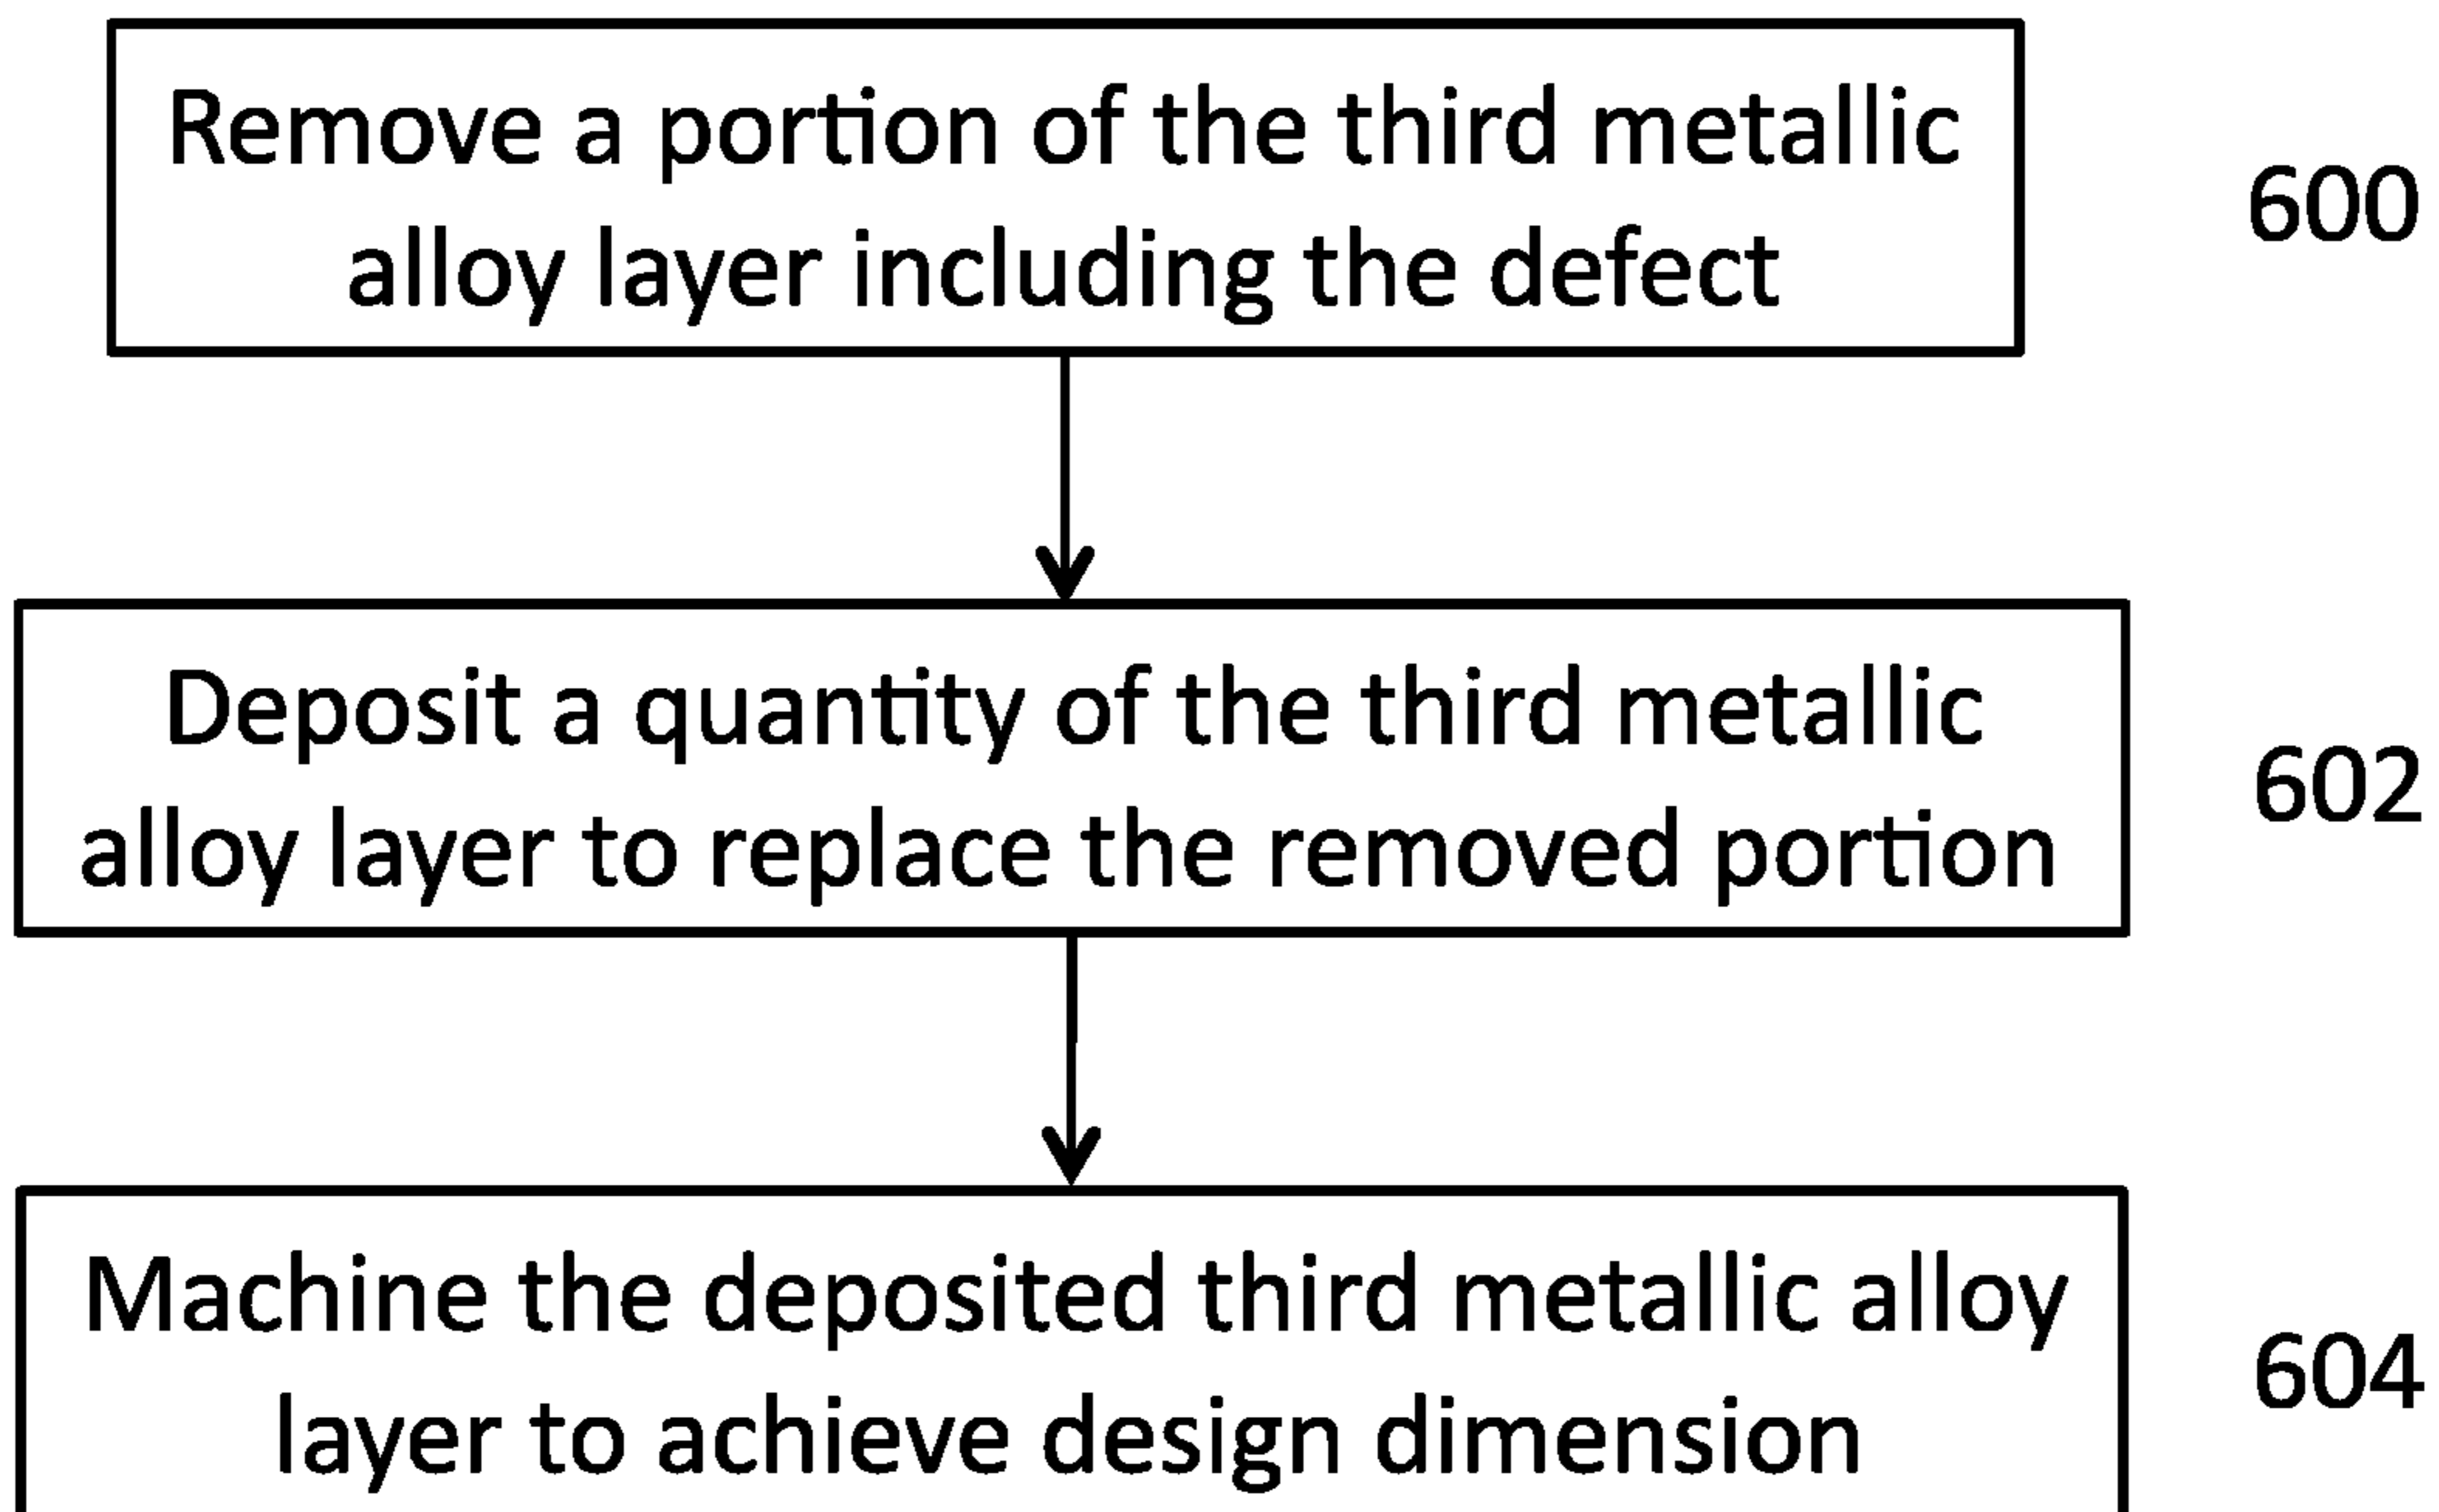 Remove a portion of the third metallic
alloy layer including the defect
600
Deposit a quantity of the third metallic
alloy layer to replace the removed portion
602
Machine the deposited third metallic alloy
layer to achieve design dimension
604